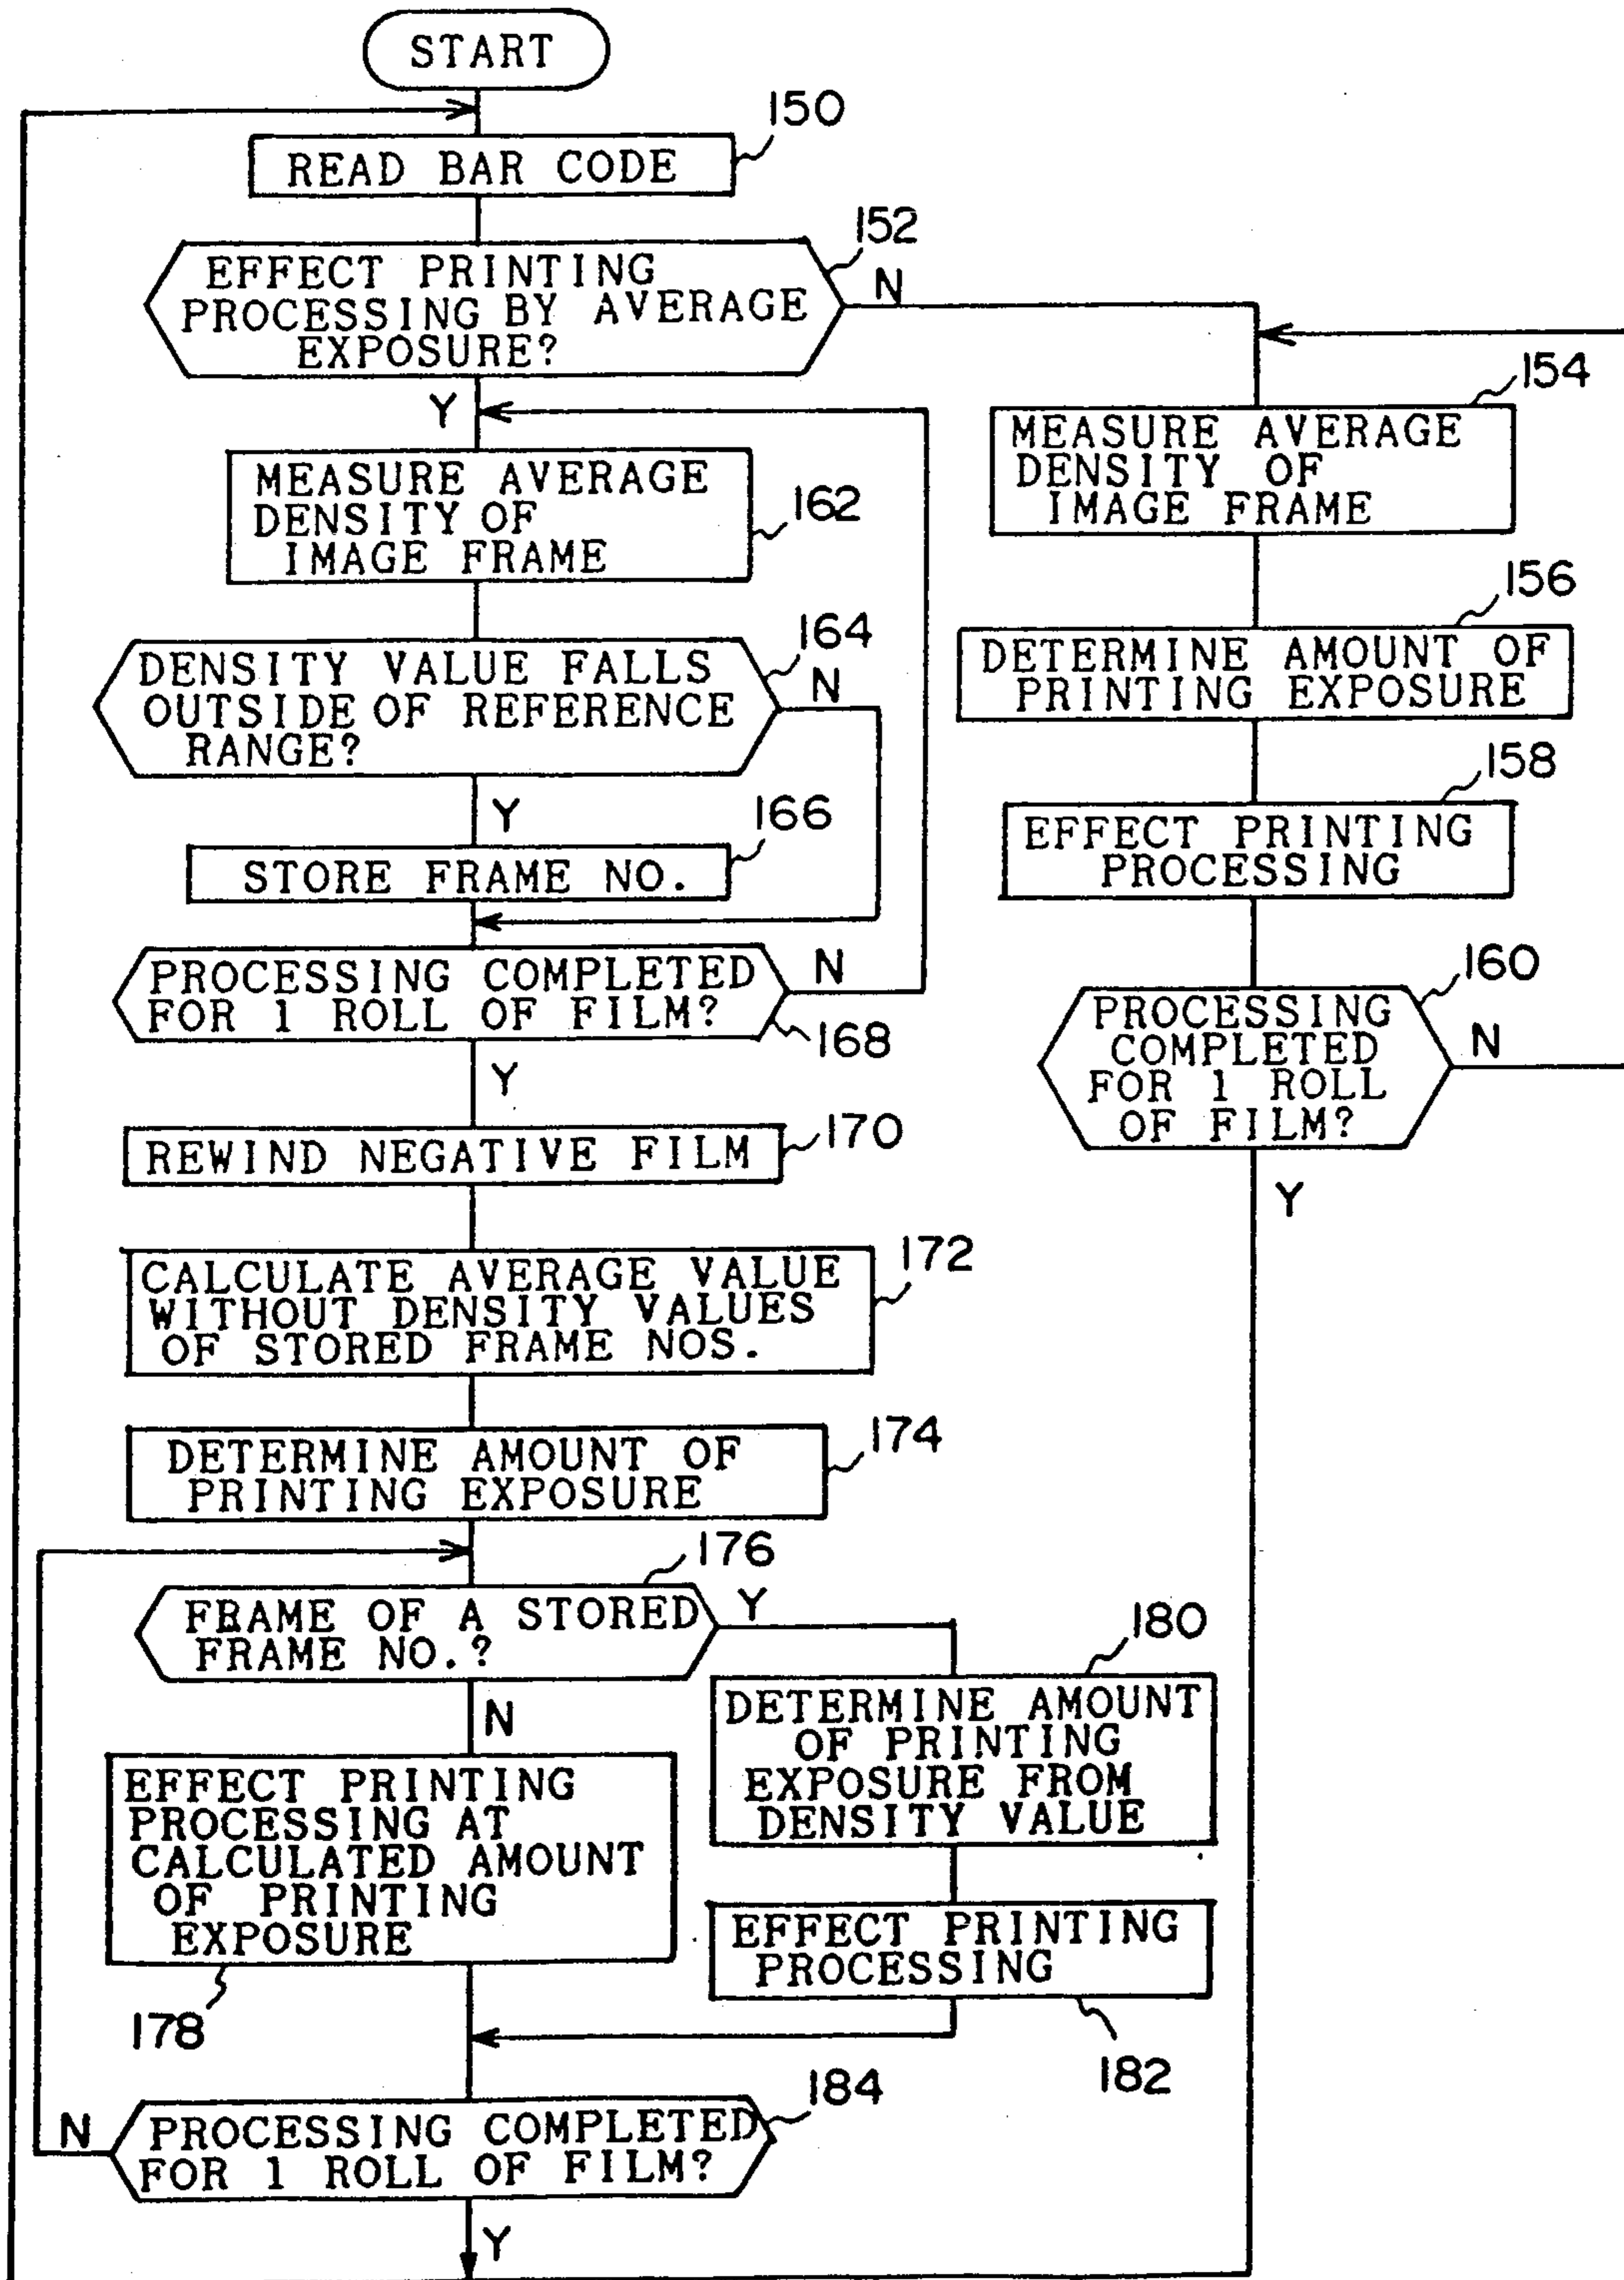 START
150
READ BAR CODE
152
EFFECT PRINTING
PROCESSING BY AVERAGE
EXPOSURE?
N
Y
154
MEASURE AVERAGE
DENSITY OF
IMAGE FRAME
162
MEASURE AVERAGE
DENSITY OF
IMAGE FRAME
156
DETERMINE AMOUNT OF
PRINTING EXPOSURE
164
DENSITY VALUE FALLS
OUTSIDE OF REFERENCE
RANGE?
N
Y
158
EFFECT PRINTING
PROCESSING
166
STORE FRAME NO.
160
PROCESSING
COMPLETED
FOR 1 ROLL
OF FILM?
N
Y
PROCESSING COMPLETED
FOR 1 ROLL OF FILM?
N
168
Y
170
REWIND NEGATIVE FILM
172
CALCULATE AVERAGE VALUE
WITHOUT DENSITY VALUES
OF STORED FRAME NOS.
174
DETERMINE AMOUNT OF
PRINTING EXPOSURE
176
FRAME OF A STORED
FRAME NO.?
Y
N
180
DETERMINE AMOUNT
OF PRINTING
EXPOSURE FROM
DENSITY VALUE
EFFECT PRINTING
PROCESSING AT
CALCULATED AMOUNT
OF PRINTING
EXPOSURE
178
EFFECT PRINTING
PROCESSING
182
184
PROCESSING COMPLETED
FOR 1 ROLL OF FILM?
N
Y